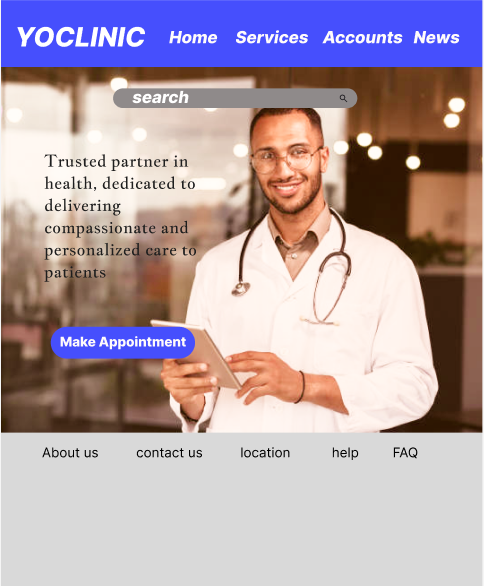 YOCLINIC Home Services Accounts News
search
Trusted partner in
health, dedicated to
delivering
compassionate and
personalized care to
patients
Make Appointment
About us contact us location help FAQ